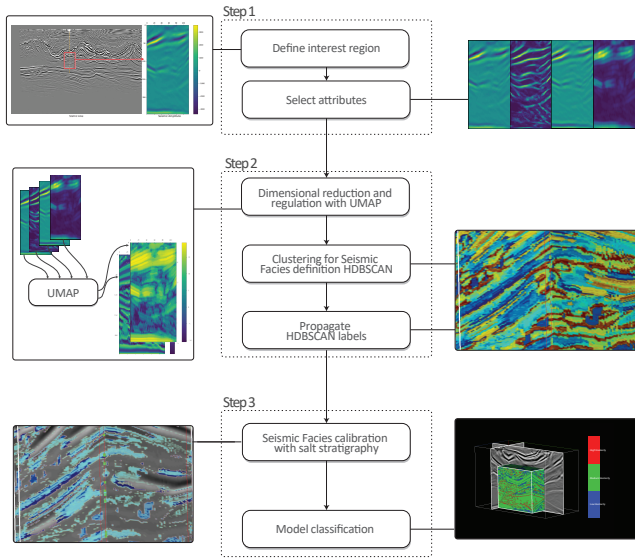 Step 1
Define interest region
Select attributes
Step 2
Dimensional reduction and
regulation with UMAP
Clustering for Seismic
Facies definition HDBSCAN
UMAP
Propagate
HDBSCAN labels
Step 3
Seismic Facies calibration
with salt stratigraphy
Model classification